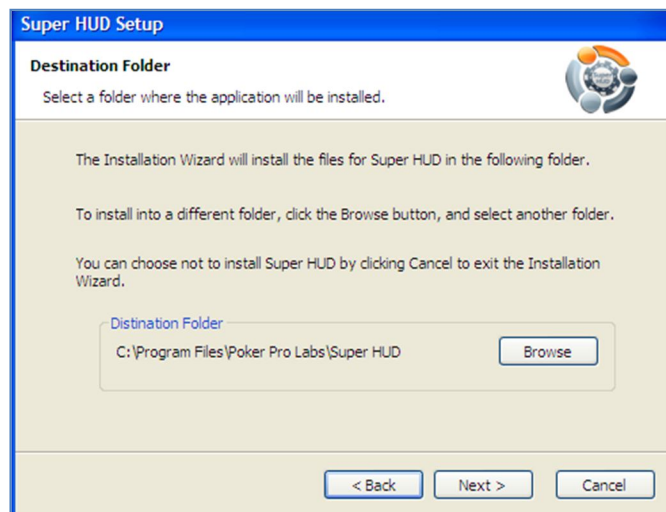 Super HUD Setup
Destination Folder
Select a folder where the application will be installed.
Super
HUD
The Installation Wizard will install the files for Super HUD in the following folder.
To install into a different folder, click the Browse button, and select another folder.
You can choose not to install Super HUD by clicking Cancel to exit the Installation
Wizard.
Distination Folder
C:\Program Files\Poker Pro Labs\Super HUD
Browse
< Back
Next >
Cancel